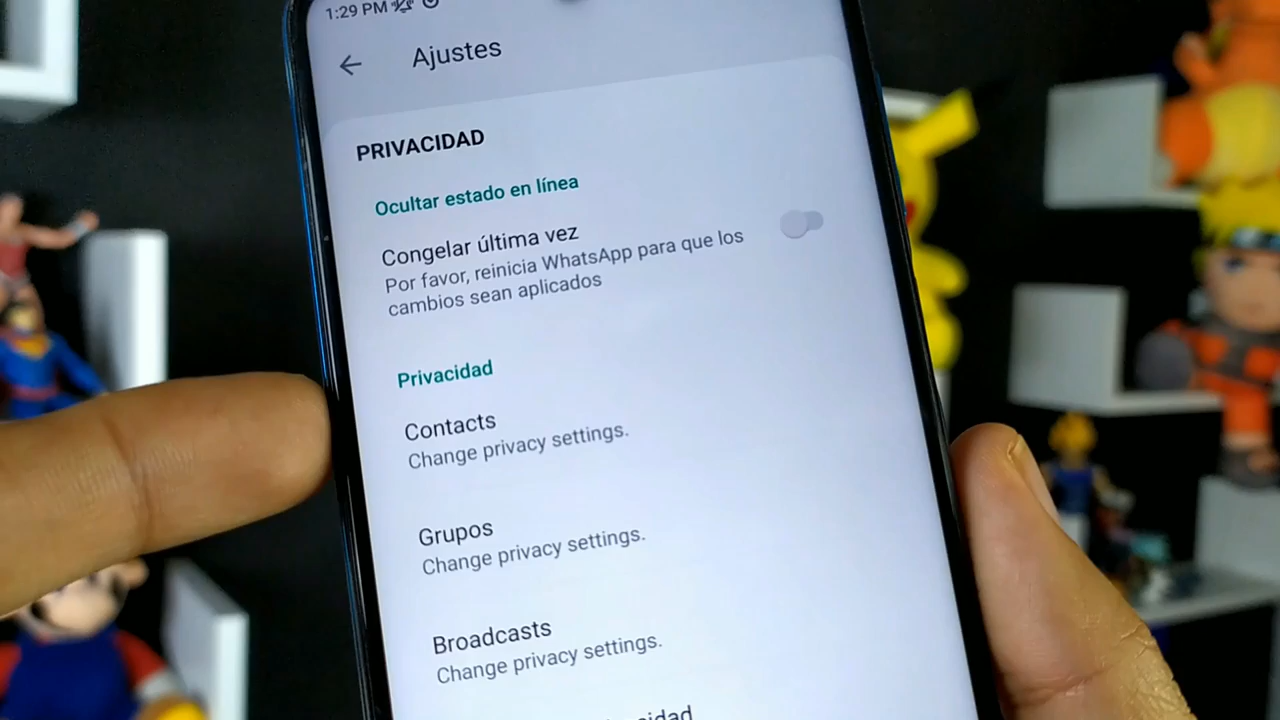 1:29 PM
Ajustes
PRIVACIDAD
Ocultar estado en línea
Congelar última vez
Por favor, reinicia WhatsApp para que los
cambios sean aplicados
Privacidad
Contacts
Change privacy settings.
Grupos
Change privacy settings.
Broadcasts
Change privacy settings.